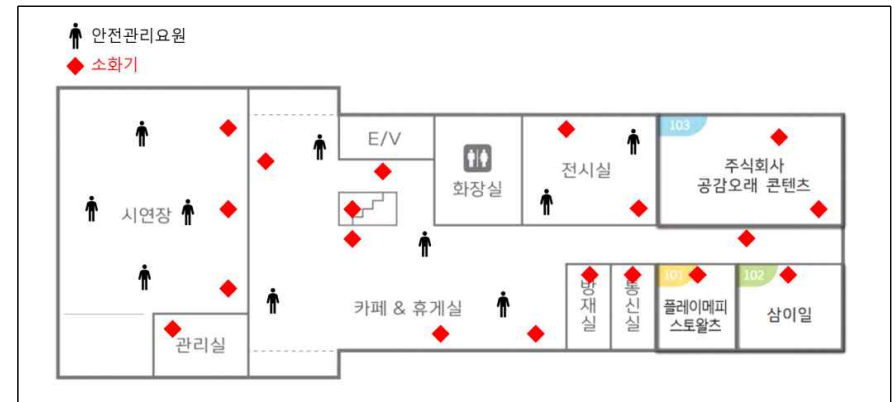 안전관리요원
소화기
E/V
화장실
전시실
103
주식회사
공감오래 콘텐츠
시연장
카페 & 휴게실
방재실
통신실
101
플레이메피
스토왈츠
102
삼이일
관리실